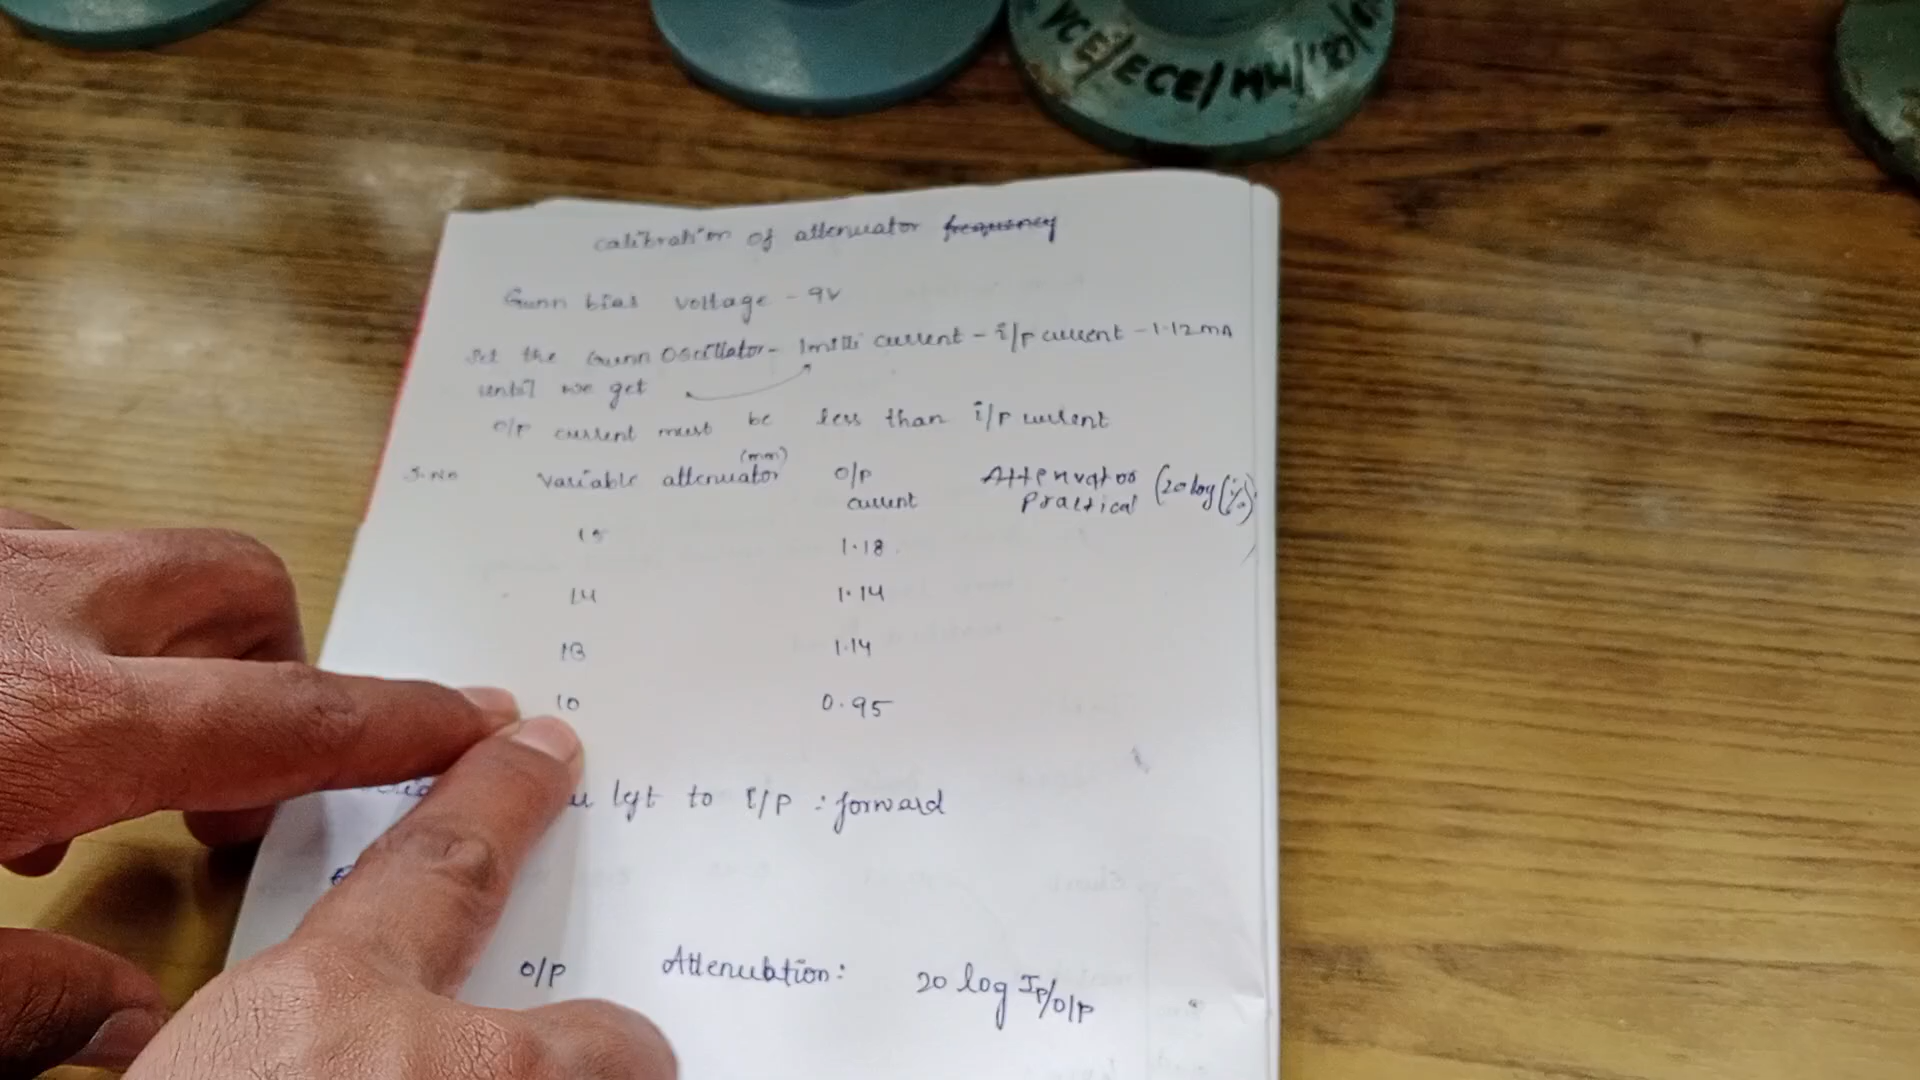 VCE/ECE/MW/
calibration of attenuator frequency
Gunn bias voltage - 9V
Set the Gunn Oscillator - 1milli current - i/p current - 1.12mA
until we get
O/P current must be less than i/p current
S.No variable attenuator (mm) O/P current Attenuator Practical (20 log(i/o))
15 1.18
14 1.14
13 1.14
10 0.95
lyt to I/P : forward
O/P Attenuation: 20 log IP/O/P